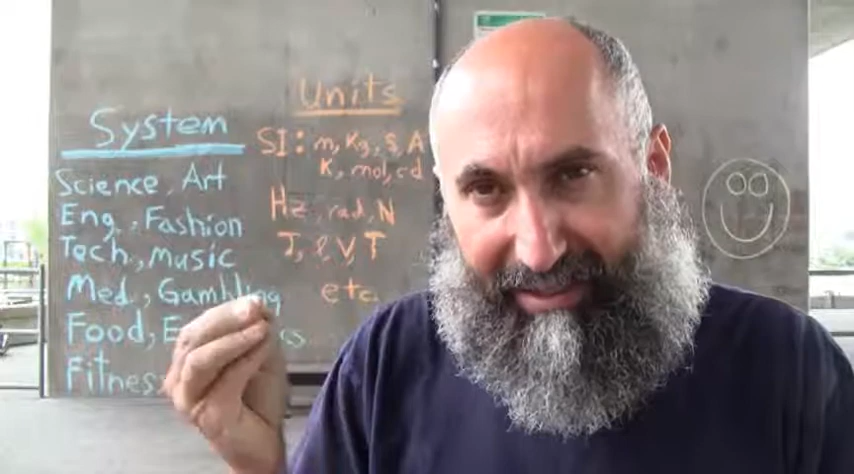 System
Science, Art
Eng., Fashion
Tech., Music
Med., Gambling
Food,
Fitness
Units
SI: m, Kg, s, A
K, mol, cd
Hz, rad, N
J, l, V, T
etc.